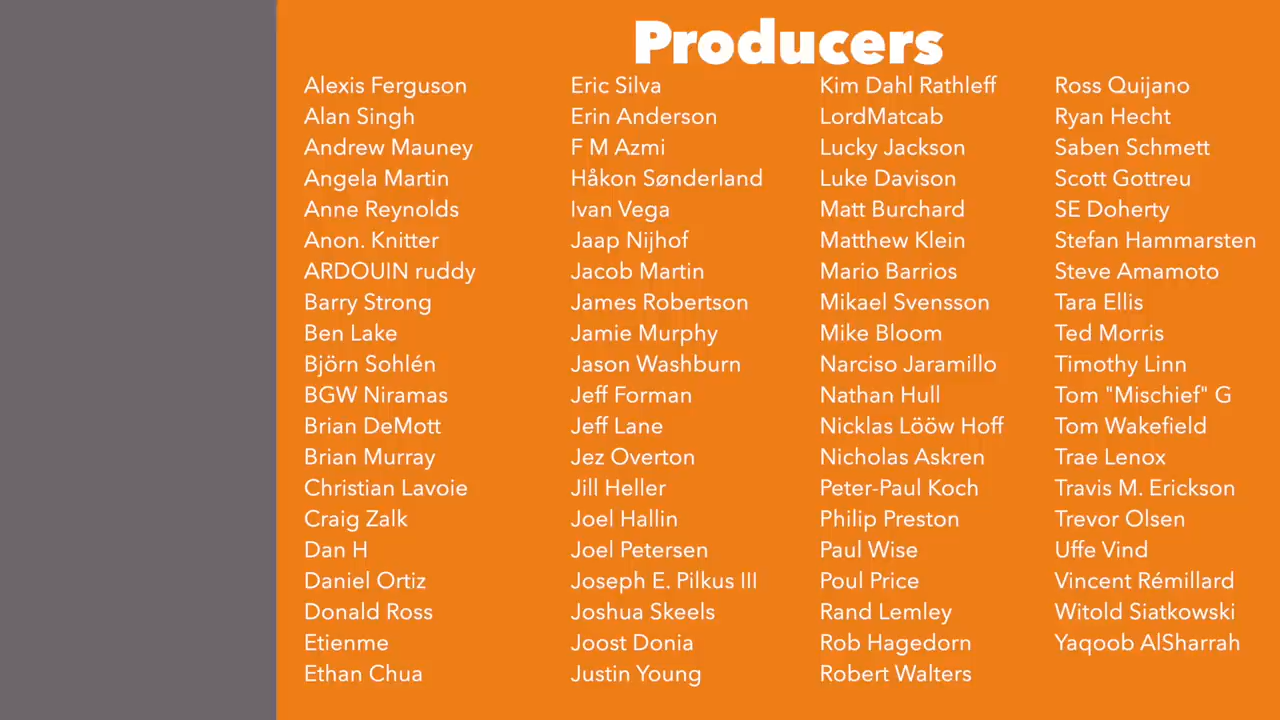 Producers
Alexis Ferguson
Alan Singh
Andrew Mauney
Angela Martin
Anne Reynolds
Anon. Knitter
ARDOUIN ruddy
Barry Strong
Ben Lake
Björn Sohlén
BGW Niramas
Brian DeMott
Brian Murray
Christian Lavoie
Craig Zalk
Dan H
Daniel Ortiz
Donald Ross
Etienme
Ethan Chua
Eric Silva
Erin Anderson
F M Azmi
Håkon Sønderland
Ivan Vega
Jaap Nijhof
Jacob Martin
James Robertson
Jamie Murphy
Jason Washburn
Jeff Forman
Jeff Lane
Jez Overton
Jill Heller
Joel Hallin
Joel Petersen
Joseph E. Pilkus III
Joshua Skeels
Joost Donia
Justin Young
Kim Dahl Rathleff
LordMatcab
Lucky Jackson
Luke Davison
Matt Burchard
Matthew Klein
Mario Barrios
Mikael Svensson
Mike Bloom
Narciso Jaramillo
Nathan Hull
Nicklas Lööw Hoff
Nicholas Askren
Peter-Paul Koch
Philip Preston
Paul Wise
Poul Price
Rand Lemley
Rob Hagedorn
Robert Walters
Ross Quijano
Ryan Hecht
Saben Schmett
Scott Gottreu
SE Doherty
Stefan Hammarsten
Steve Amamoto
Tara Ellis
Ted Morris
Timothy Linn
Tom "Mischief" G
Tom Wakefield
Trae Lenox
Travis M. Erickson
Trevor Olsen
Uffe Vind
Vincent Rémillard
Witold Siatkowski
Yaqoob AlSharrah